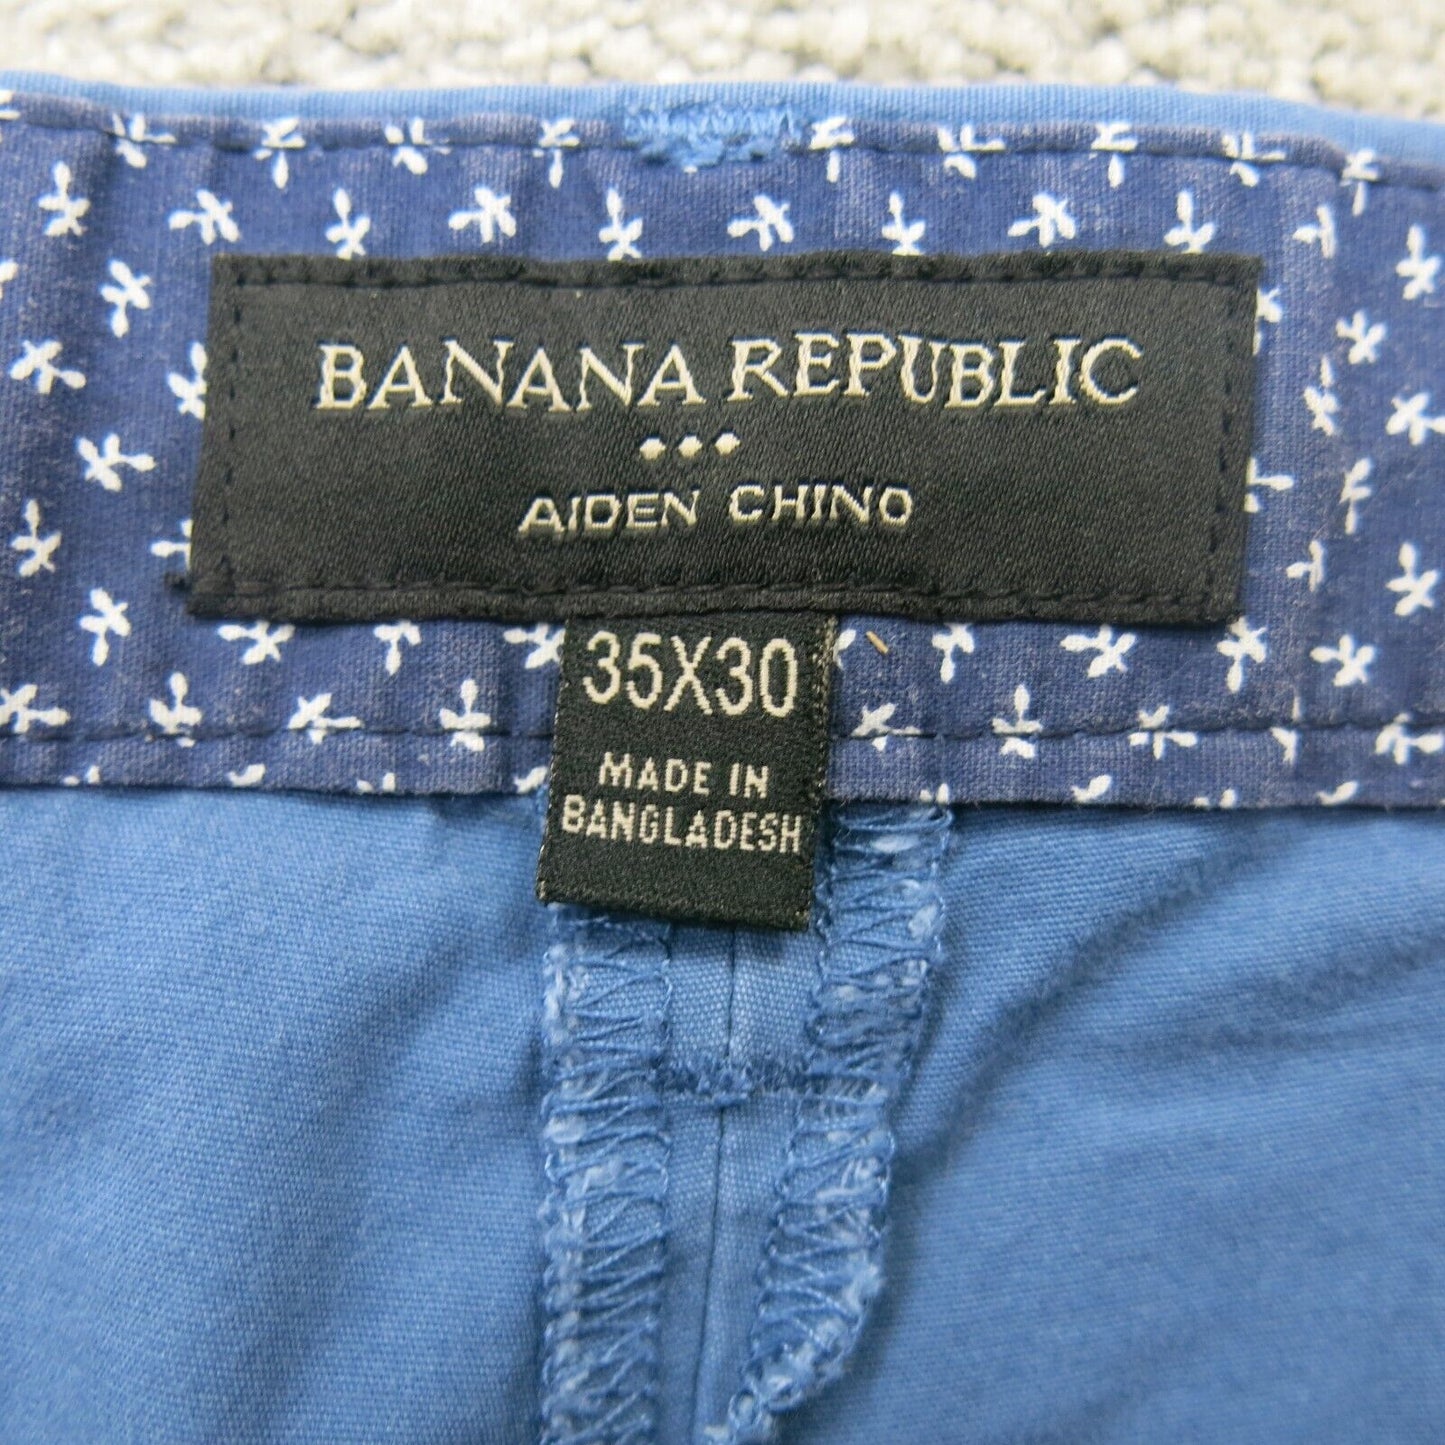 BANANA REPUBLIC
AIDEN CHINO
35X30
MADE IN
BANGLADESH